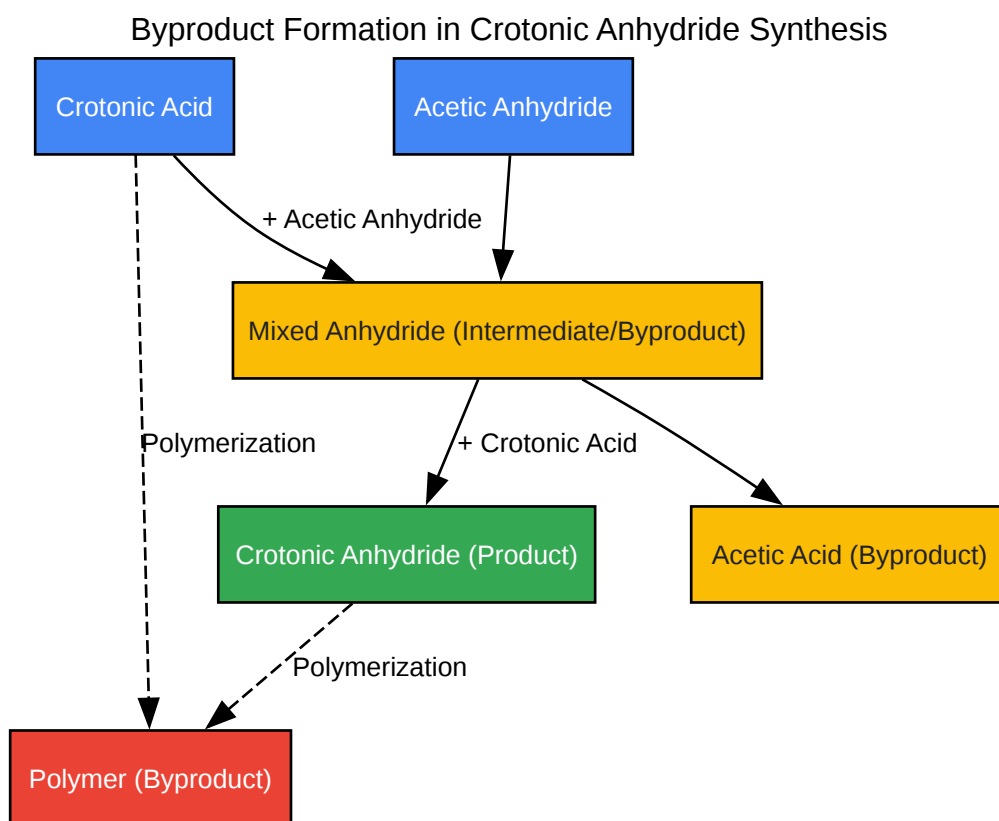 Byproduct Formation in Crotonic Anhydride Synthesis
Crotonic Acid
Acetic Anhydride
+ Acetic Anhydride
Mixed Anhydride (Intermediate/Byproduct)
Polymerization
+ Crotonic Acid
Crotonic Anhydride (Product)
Acetic Acid (Byproduct)
Polymerization
Polymer (Byproduct)